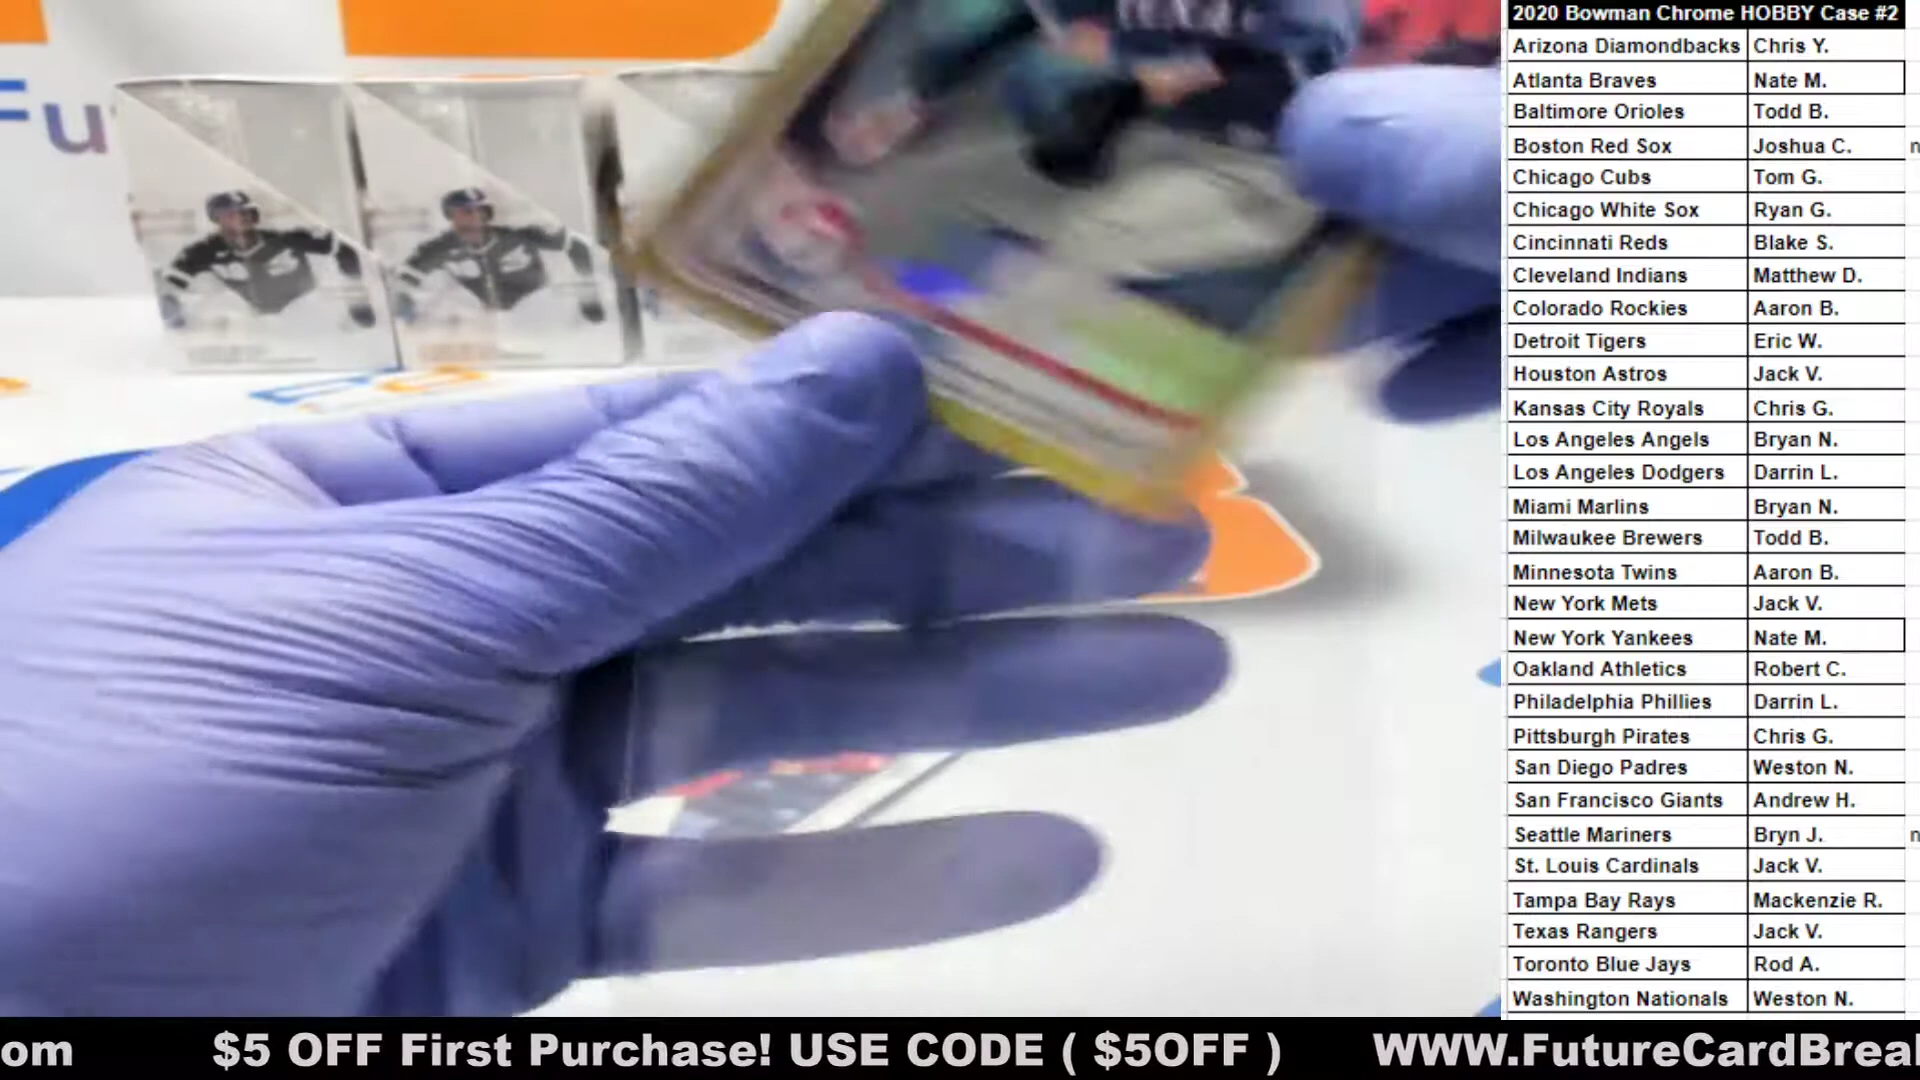 Fu
2020 Bowman Chrome HOBBY Case #2
Arizona Diamondbacks Chris Y.
Atlanta Braves Nate M.
Baltimore Orioles Todd B.
Boston Red Sox Joshua C. n
Chicago Cubs Tom G.
Chicago White Sox Ryan G.
Cincinnati Reds Blake S.
Cleveland Indians Matthew D.
Colorado Rockies Aaron B.
Detroit Tigers Eric W.
Houston Astros Jack V.
Kansas City Royals Chris G.
Los Angeles Angels Bryan N.
Los Angeles Dodgers Darrin L.
Miami Marlins Bryan N.
Milwaukee Brewers Todd B.
Minnesota Twins Aaron B.
New York Mets Jack V.
New York Yankees Nate M.
Oakland Athletics Robert C.
Philadelphia Phillies Darrin L.
Pittsburgh Pirates Chris G.
San Diego Padres Weston N.
San Francisco Giants Andrew H.
Seattle Mariners Bryn J. n
St. Louis Cardinals Jack V.
Tampa Bay Rays Mackenzie R.
Texas Rangers Jack V.
Toronto Blue Jays Rod A.
Washington Nationals Weston N.
om $5 OFF First Purchase! USE CODE ( $5OFF ) WWW.FutureCardBreak